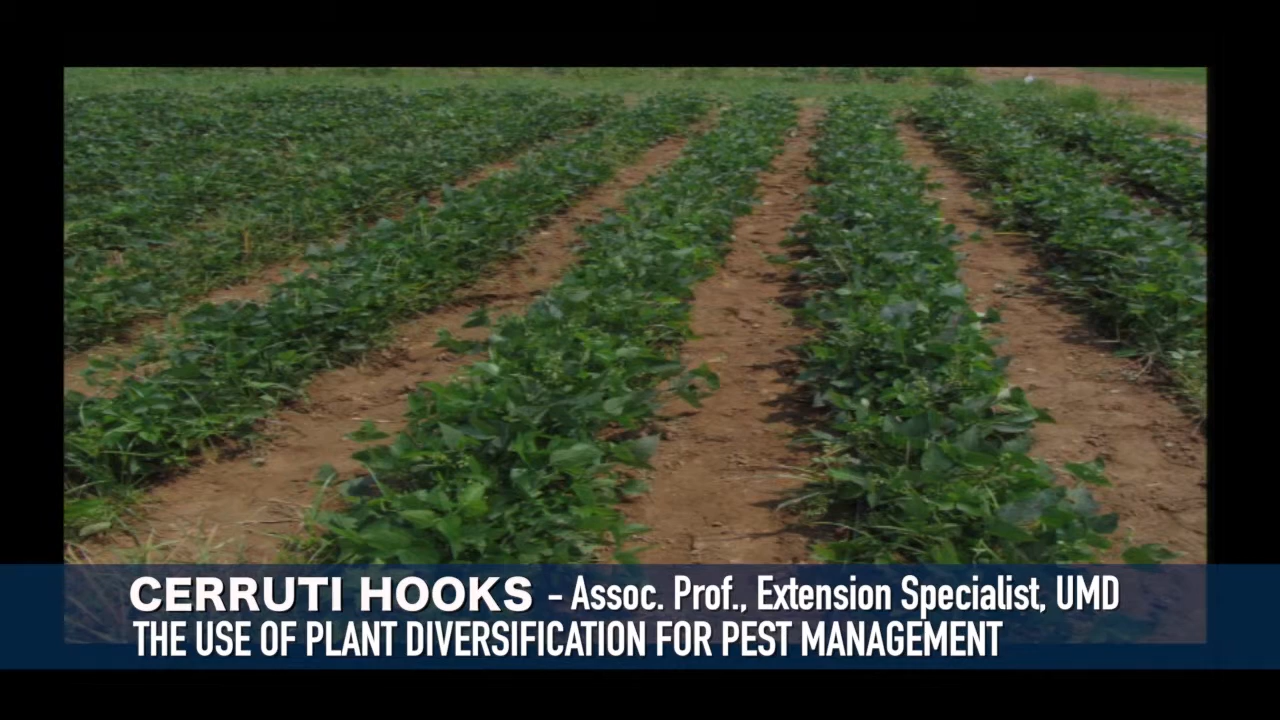 CERRUTI HOOKS – Assoc. Prof., Extension Specialist, UMD
THE USE OF PLANT DIVERSIFICATION FOR PEST MANAGEMENT